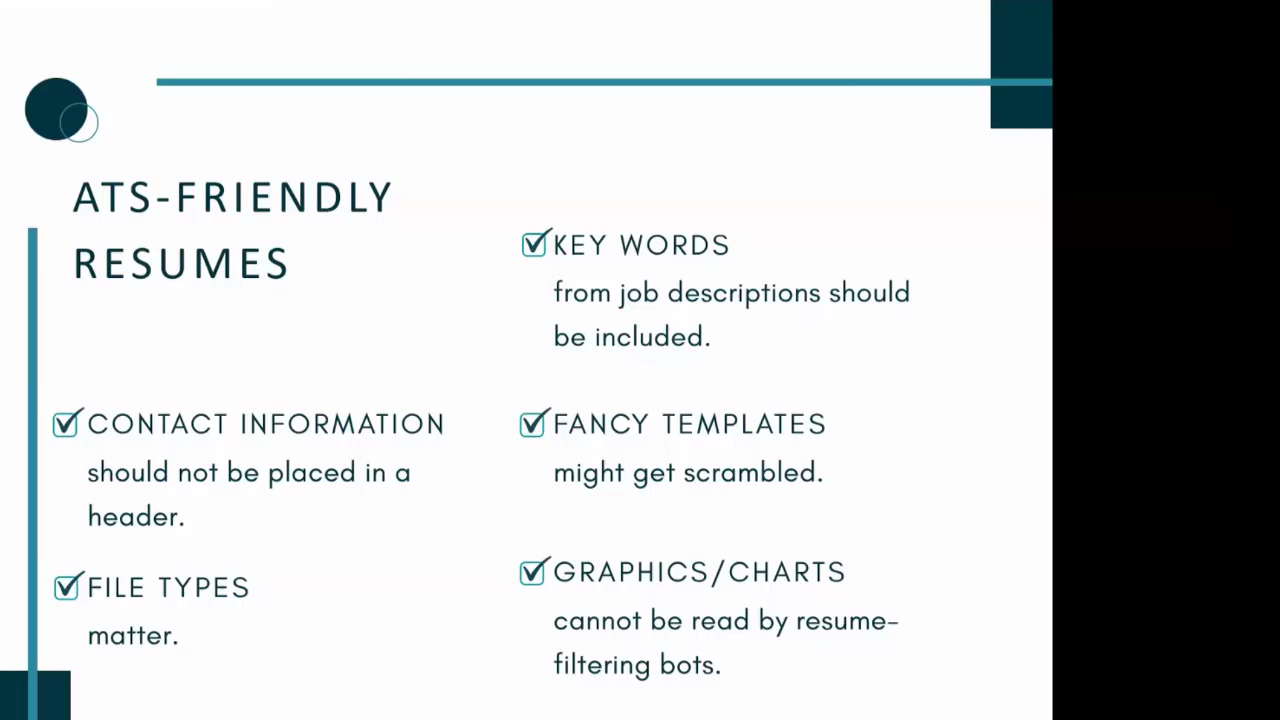 ATS-FRIENDLY
RESUMES
CONTACT INFORMATION
should not be placed in a
header.
FILE TYPES
matter.
KEY WORDS
from job descriptions should
be included.
FANCY TEMPLATES
might get scrambled.
GRAPHICS/CHARTS
cannot be read by resume-
filtering bots.